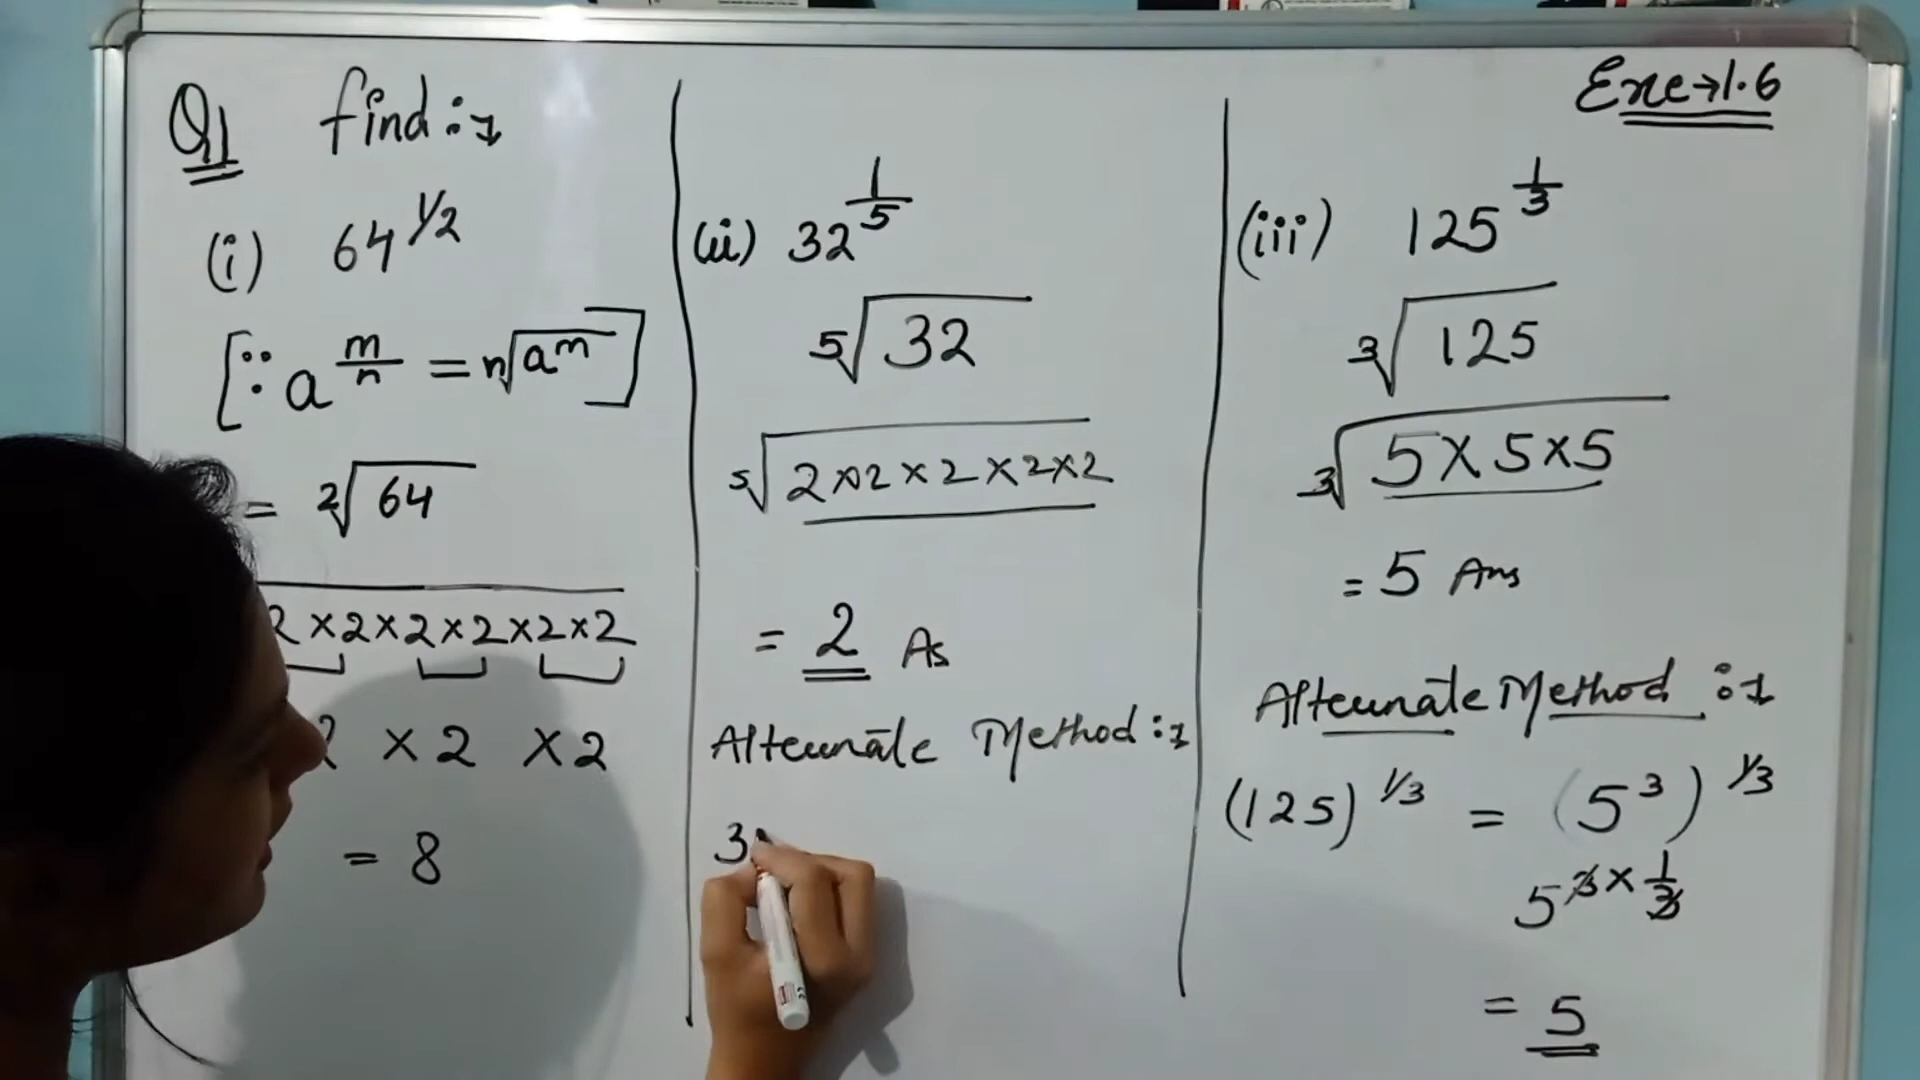 Q1 find :-
(i) 64^1/2
[∵ a^m/n = n√a^m]
= 2√64
2×2×2×2×2×2
2 ×2 ×2
= 8
(ii) 32^1/5
5√32
5√2×2×2×2×2
= 2 As
Alternate Method :-
3
Exe→1.6
(iii) 125^1/3
3√125
3√5×5×5
= 5 Ans
Alternate Method :-
(125)^1/3 = (5^3)^1/3
5^3×1/3
= 5